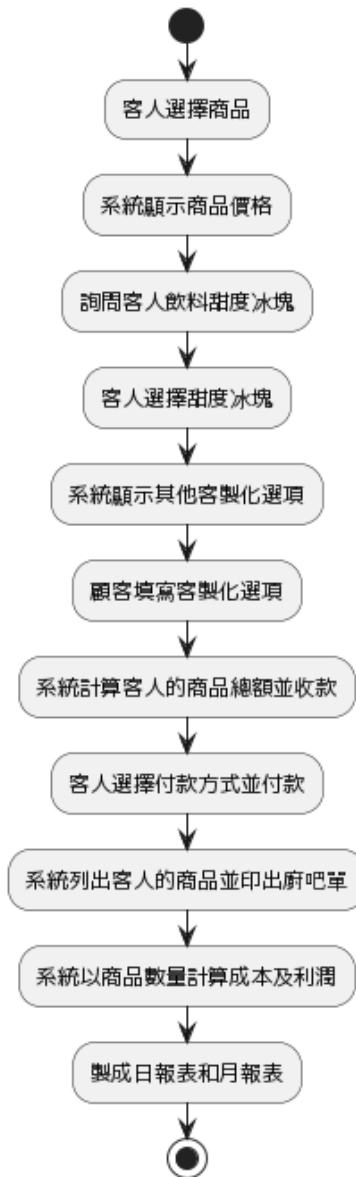 客人選擇商品
系統顯示商品價格
詢問客人飲料甜度冰塊
客人選擇甜度冰塊
系統顯示其他客製化選項
顧客填寫客製化選項
系統計算客人的商品總額並收款
客人選擇付款方式並付款
系統列出客人的商品並印出廚吧單
系統以商品數量計算成本及利潤
製成日報表和月報表